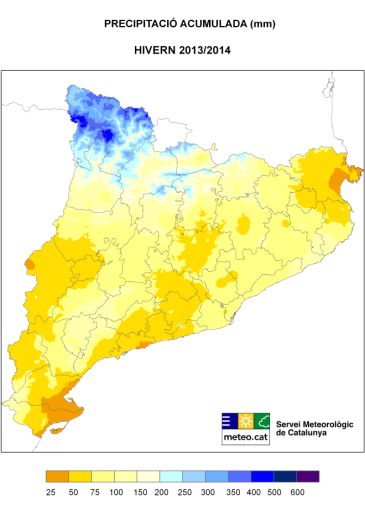 PRECIPITACIÓ ACUMULADA (mm)
HIVERN 2013/2014
meteo.cat
Servei Meteorològic
de Catalunya
25 50 75 100 150 200 250 300 350 400 500 600